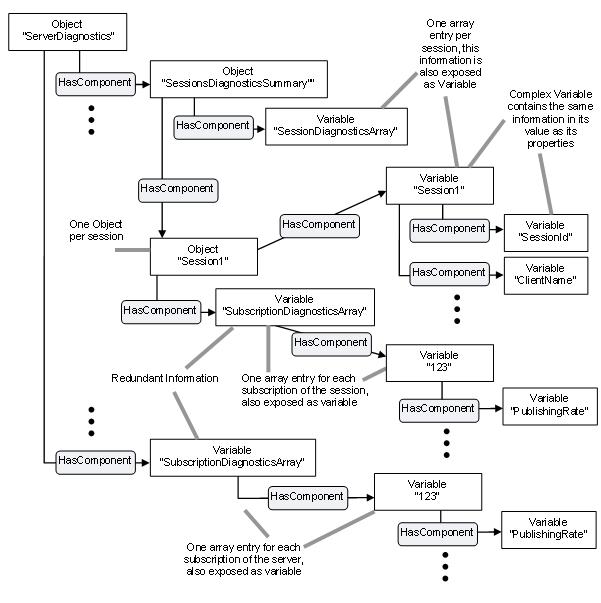 Object
"ServerDiagnostics"
HasComponent
Object
"SessionsDiagnosticsSummary""
HasComponent
Variable
"SessionDiagnosticsArray"
One array
entry per
session, this
information is
also exposed
as Variable
Complex Variable
contains the same
information in its
value as its
properties
HasComponent
Variable
"Session1"
One Object
per session
Object
"Session1"
HasComponent
HasComponent
Variable
"SessionId"
HasComponent
Variable
"ClientName"
HasComponent
Variable
"SubscriptionDiagnosticsArray"
HasComponent
Variable
"123"
Redundant Information
One array entry for each
subscription of the session,
also exposed as variable
HasComponent
Variable
"PublishingRate"
HasComponent
Variable
"SubscriptionDiagnosticsArray"
HasComponent
Variable
"123"
HasComponent
Variable
"PublishingRate"
One array entry for each
subscription of the server,
also exposed as variable